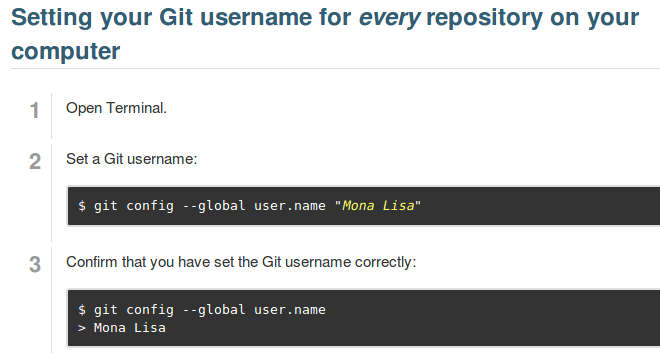 Setting your Git username for every repository on your
computer
1 Open Terminal.
2 Set a Git username:
$ git config --global user.name "Mona Lisa"
3 Confirm that you have set the Git username correctly:
$ git config --global user.name
> Mona Lisa